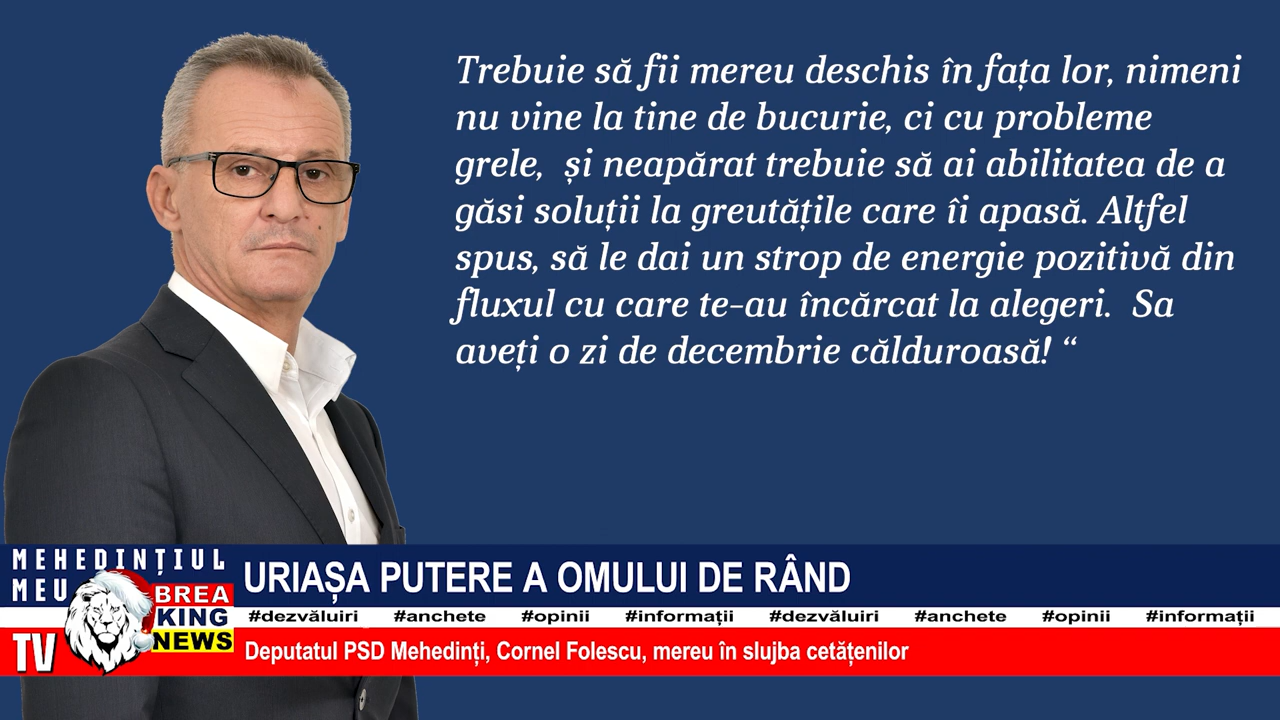 Trebuie să fii mereu deschis în fața lor, nimeni
nu vine la tine de bucurie, ci cu probleme
grele,  și neapărat trebuie să ai abilitatea de a
găsi soluții la greutățile care îi apasă. Altfel
spus, să le dai un strop de energie pozitivă din
fluxul cu care te-au încărcat la alegeri.  Sa
aveți o zi de decembrie călduroasă! “
MEHEDINȚIUL
MEU
TV
BREA
KING
NEWS
URIAȘA PUTERE A OMULUI DE RÂND
#dezvăluiri #anchete #opinii #informații #dezvăluiri #anchete #opinii #informații
Deputatul PSD Mehedinți, Cornel Folescu, mereu în slujba cetățenilor